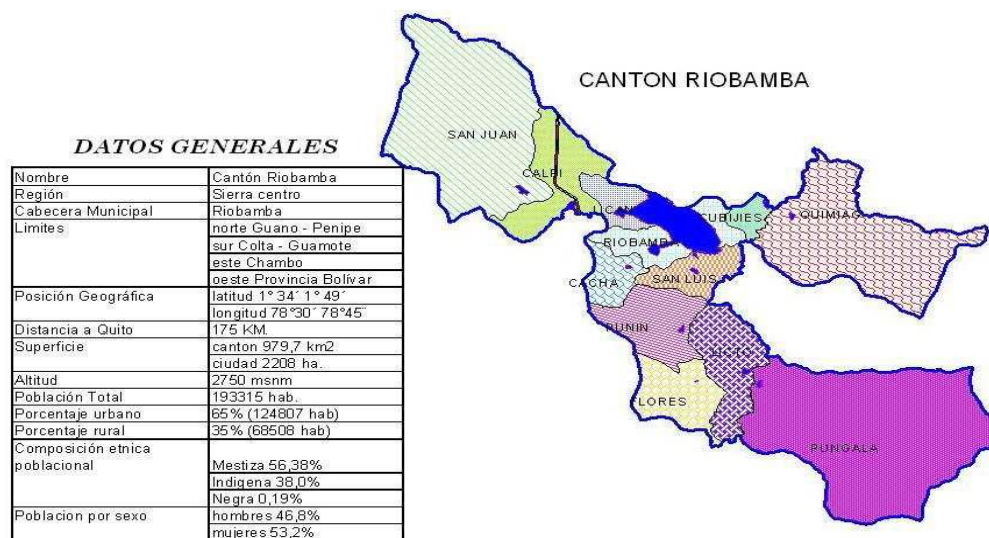 CANTON RIOBAMBA
DATOS GENERALES
Nombre Cantón Riobamba
Región Sierra centro
Cabecera Municipal Riobamba
Limites norte Guano - Penipe
sur Colta - Guamote
este Chambo
oeste Provincia Bolívar
Posición Geográfica latitud 1° 34´ 1° 49´
longitud 78°30´ 78°45¨
Distancia a Quito 175 KM.
Superficie canton 979,7 km2
ciudad 2208 ha.
Altitud 2750 msnm
Población Total 193315 hab.
Porcentaje urbano 65% (124807 hab)
Porcentaje rural 35% (68508 hab)
Composición etnica
poblacional Mestiza 56,38%
Indigena 38,0%
Negra 0,19%
Poblacion por sexo hombres 46,8%
mujeres 53,2%
SAN JUAN
CALPI
CUBIJIES
QUIMIAG
RIOBAMBA
CACHA
SAN LUIS
PUNIN
LICTO
FLORES
PUNGALA